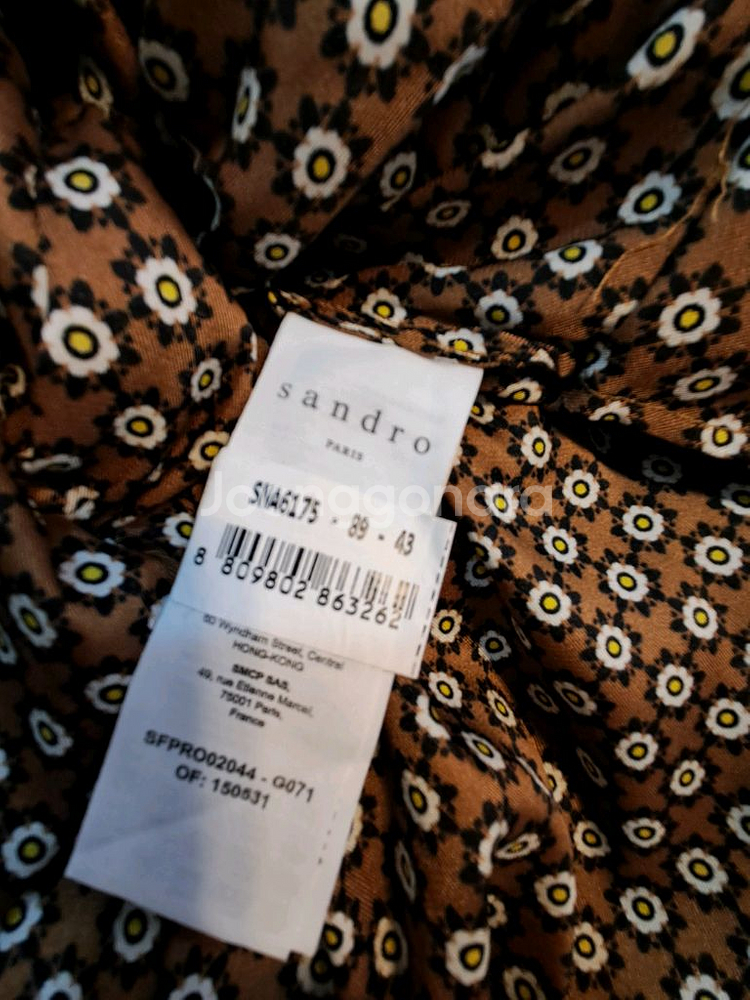 sandro
PARIS
SNA6175 - 89 - 43
8 809802 863262
60 Wyndham Street, Central
HONG-KONG
SMCP SAS,
49, rue Etienne Marcel,
75001 Paris,
France
SFPRO02044 - G071
OF: 150631